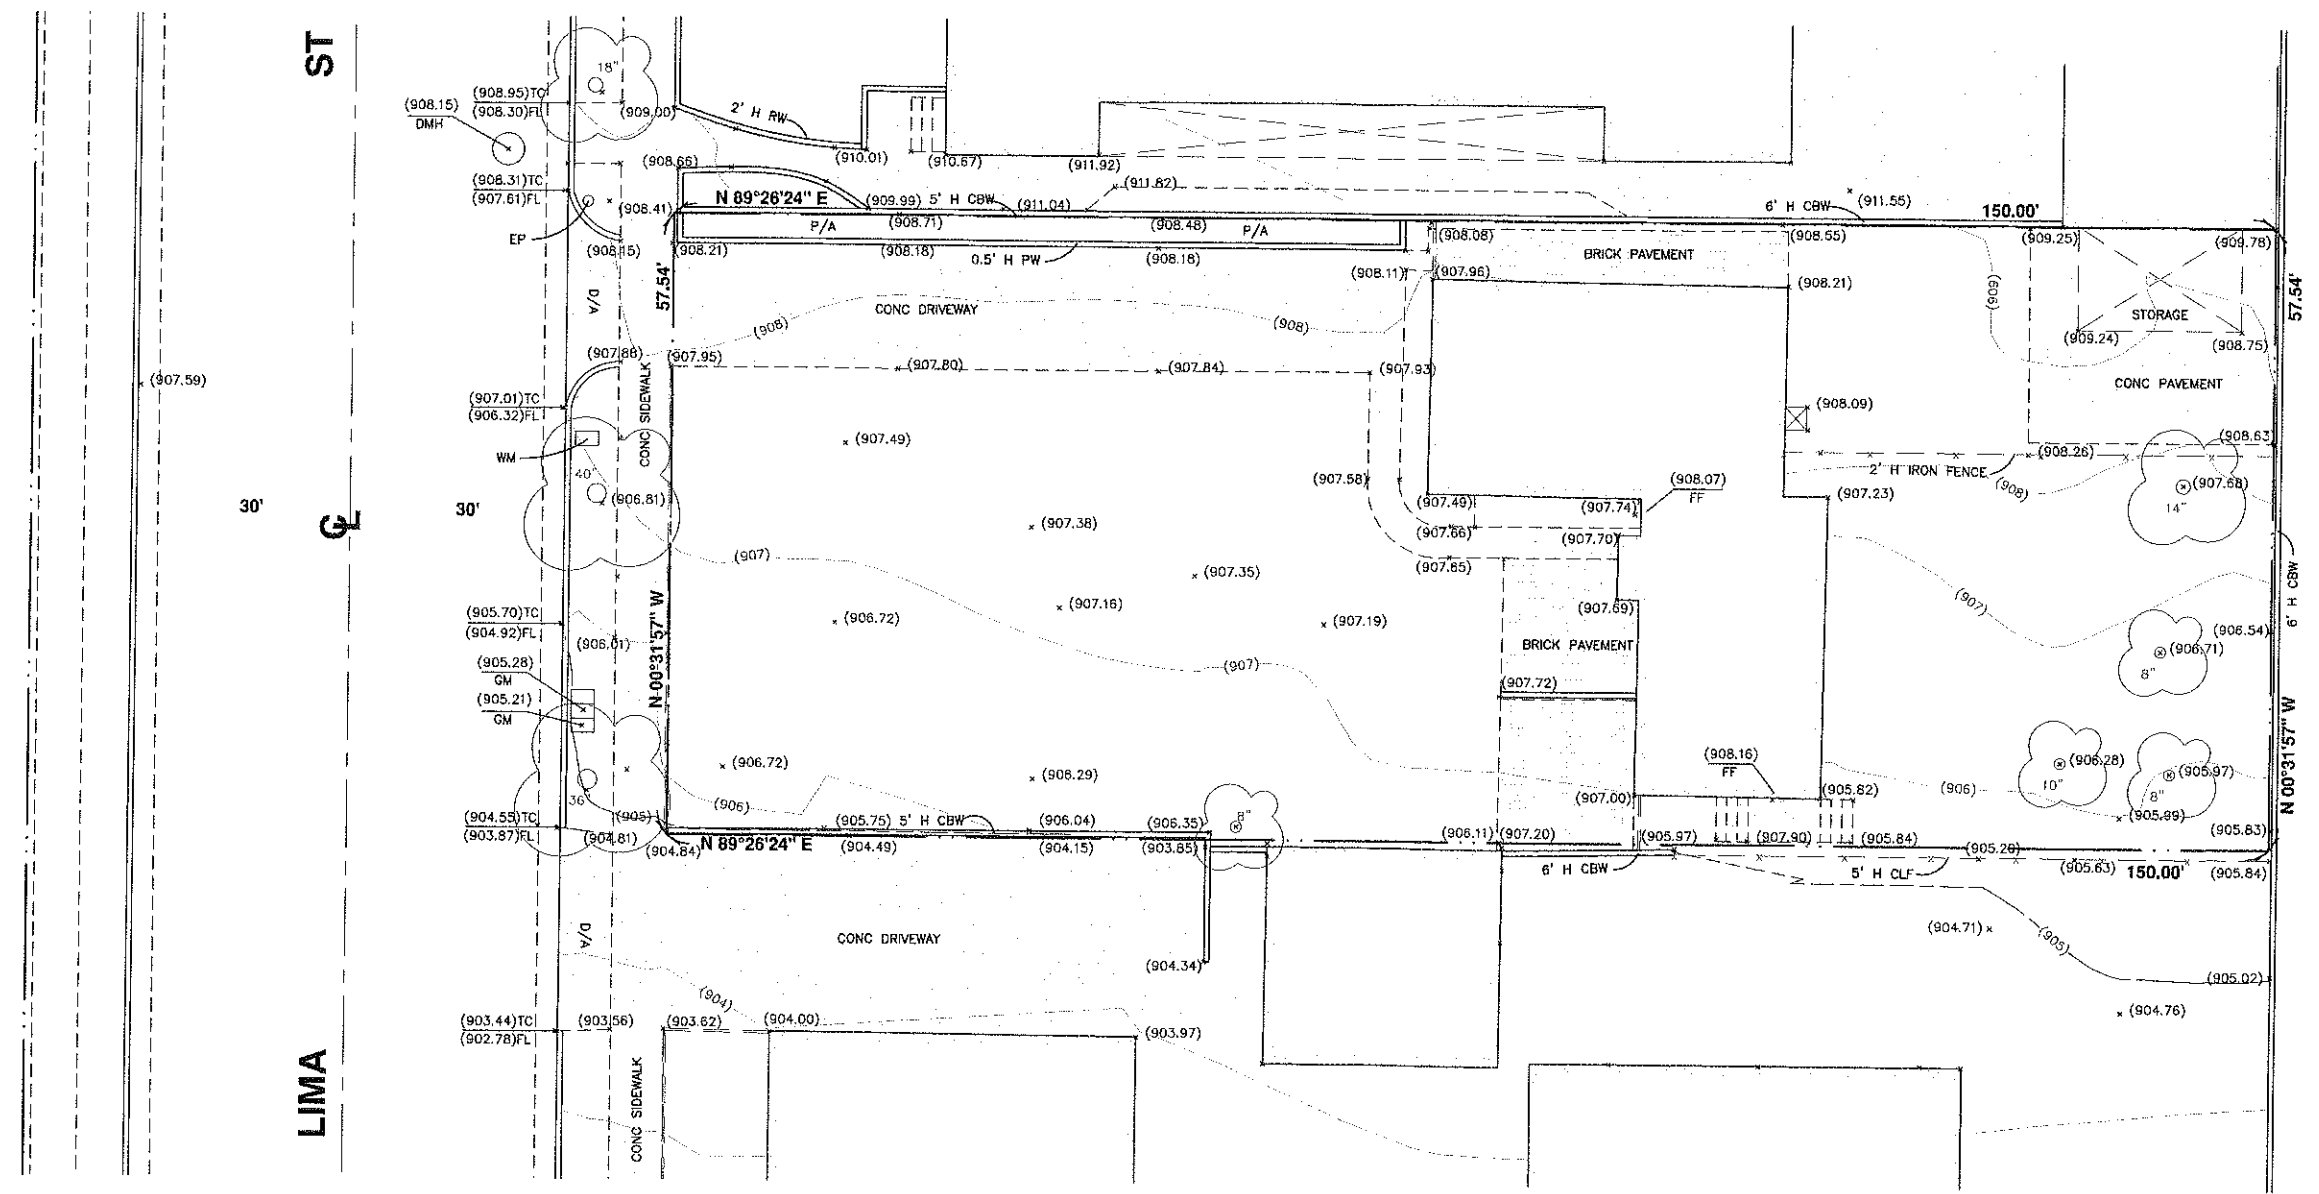 ST
18"
(908.95)TC
(908.30)FL
(908.15)
DMH
(909.00)
2' H RW
(910.01)
(910.67)
(911.92)
(908.66)
(911.82)
(908.31)TC
(907.61)FL
N 89°26'24" E
(909.99)
5' H CBW
(911.04)
6' H CBW
(911.55)
150.00'
(908.41)
EP
P/A
(908.71)
(908.48)
P/A
(908.08)
(908.55)
(909.25)
(909.78)
(908.15)
(908.21)
(908.18)
0.5' H PW
(908.18)
BRICK PAVEMENT
(908.11)
(907.96)
(908.21)
57.54'
D/A
CONC DRIVEWAY
(908)
(908)
(909)
STORAGE
57.54'
(909.24)
(908.75)
(907.88)
(907.95)
(907.80)
(907.84)
(907.93)
CONC PAVEMENT
(907.59)
(907.01)TC
(906.32)FL
CONC SIDEWALK
(908.09)
(907.49)
(908.63)
WM
40"
(908.26)
2' H IRON FENCE
(908)
(907.68)
14"
(906.81)
(907.58)
(907.49)
(908.07)
FF
(907.74)
(907.23)
30'
CL
30'
(907.38)
(907.66)
(907.70)
(907)
(907.65)
6' H CBW
(907.35)
(907.16)
(907.69)
(907)
(905.70)TC
(904.92)FL
(906.72)
(907.19)
(906.54)
(906.01)
BRICK PAVEMENT
(906.71)
8"
N 00°31'57" W
(905.28)
GM
(907)
(907.72)
(905.21)
GM
N 00°31'57" W
(906.72)
(906.29)
(908.16)
FF
(906.28)
10"
(905.97)
8"
(905.82)
(906)
36"
(906)
(907.00)
(905)
8"
(904.55)TC
(903.87)FL
(905.75)
5' H CBW
(906.04)
(906.35)
(905.99)
(905.83)
(904.81)
(904.84)
N 89°26'24" E
(904.49)
(904.15)
(903.85)
(906.11)
(907.20)
(905.97)
(907.90)
(905.84)
(905.20)
6' H CBW
5' H CLF
(905.63)
150.00'
(905.84)
D/A
CONC DRIVEWAY
(904.71)
(905)
(904.34)
(905.02)
(904)
(904.76)
(903.44)TC
(902.78)FL
(903.56)
(903.62)
(904.00)
(903.97)
LIMA
CONC SIDEWALK